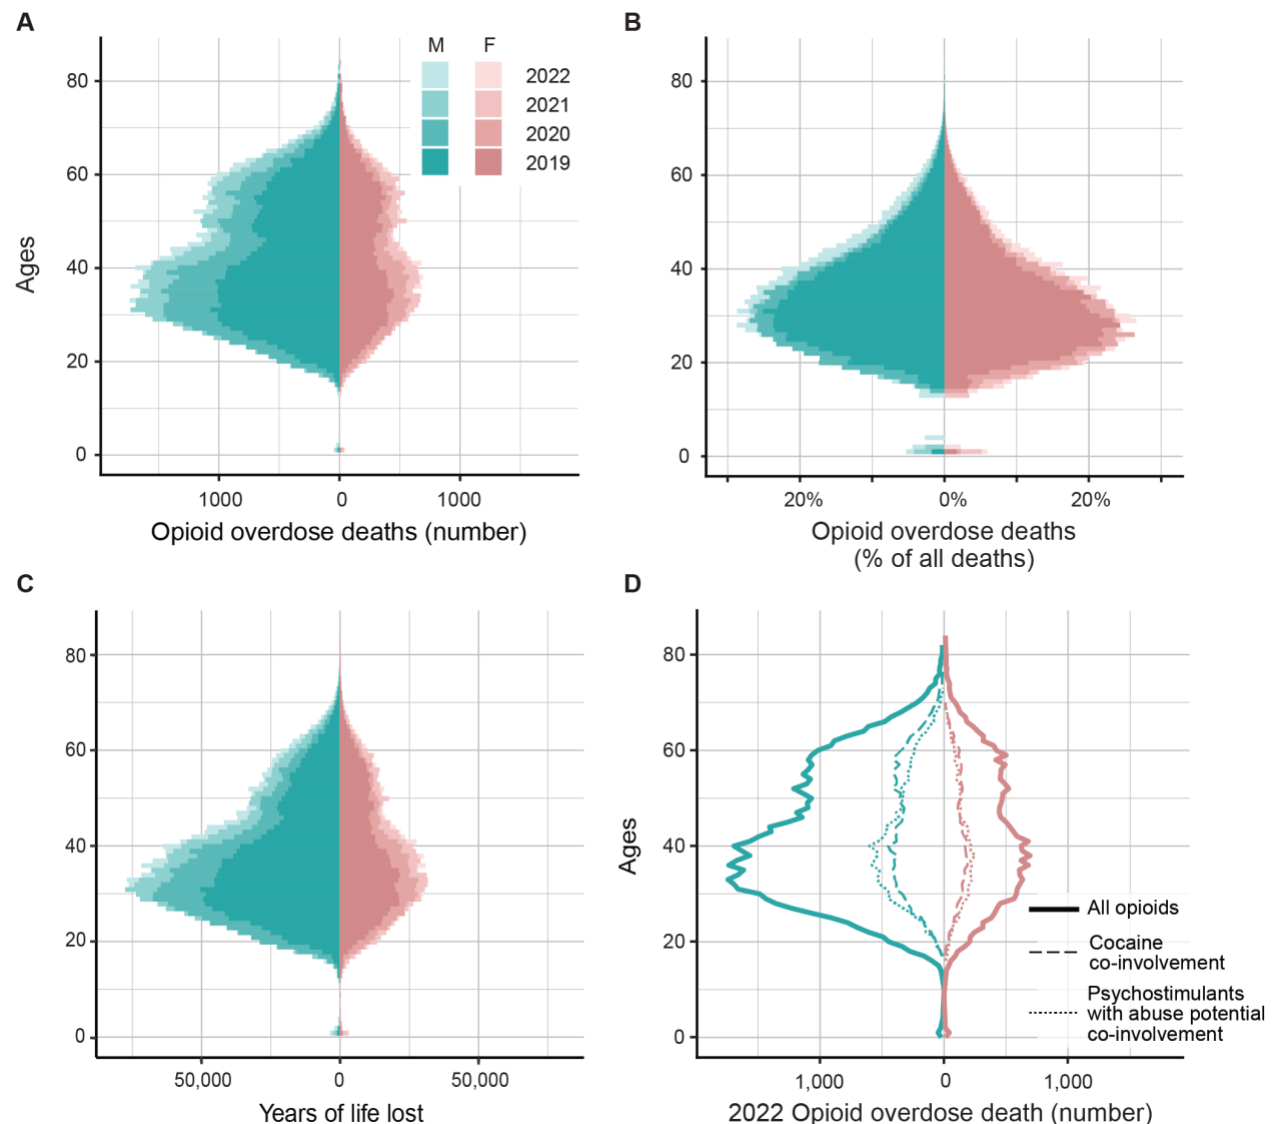 A
M F
2022
2021
2020
2019
80
60
40
20
0
Ages
1000 0 1000
Opioid overdose deaths (number)
B
80
60
40
20
0
20% 0% 20%
Opioid overdose deaths
(% of all deaths)
C
80
60
40
20
0
50,000 0 50,000
Years of life lost
D
80
60
40
20
0
Ages
All opioids
Cocaine
co-involvement
Psychostimulants
with abuse potential
co-involvement
1,000 0 1,000
2022 Opioid overdose death (number)